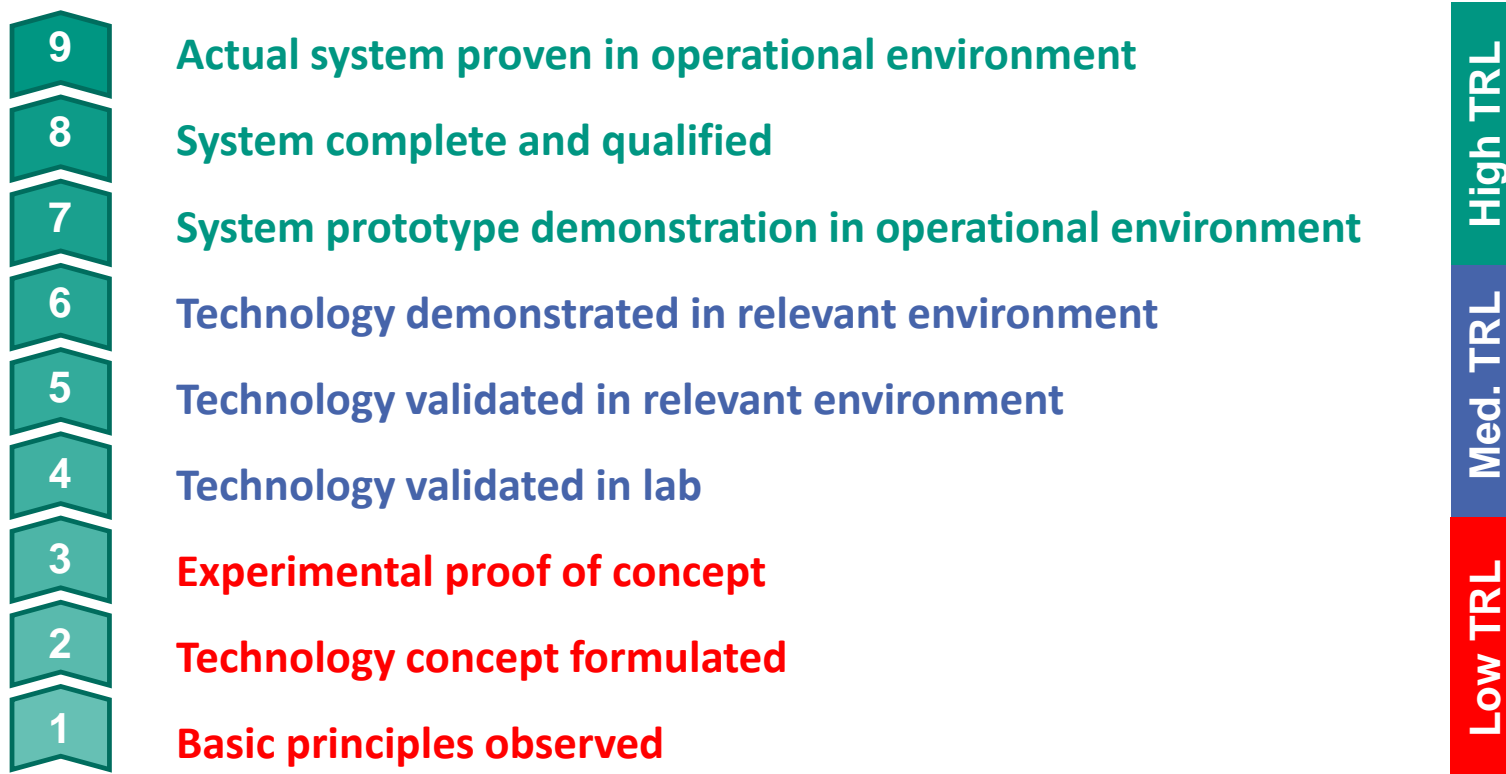 9 Actual system proven in operational environment
8 System complete and qualified
7 System prototype demonstration in operational environment
6 Technology demonstrated in relevant environment
5 Technology validated in relevant environment
4 Technology validated in lab
3 Experimental proof of concept
2 Technology concept formulated
1 Basic principles observed
High TRL
Med. TRL
Low TRL